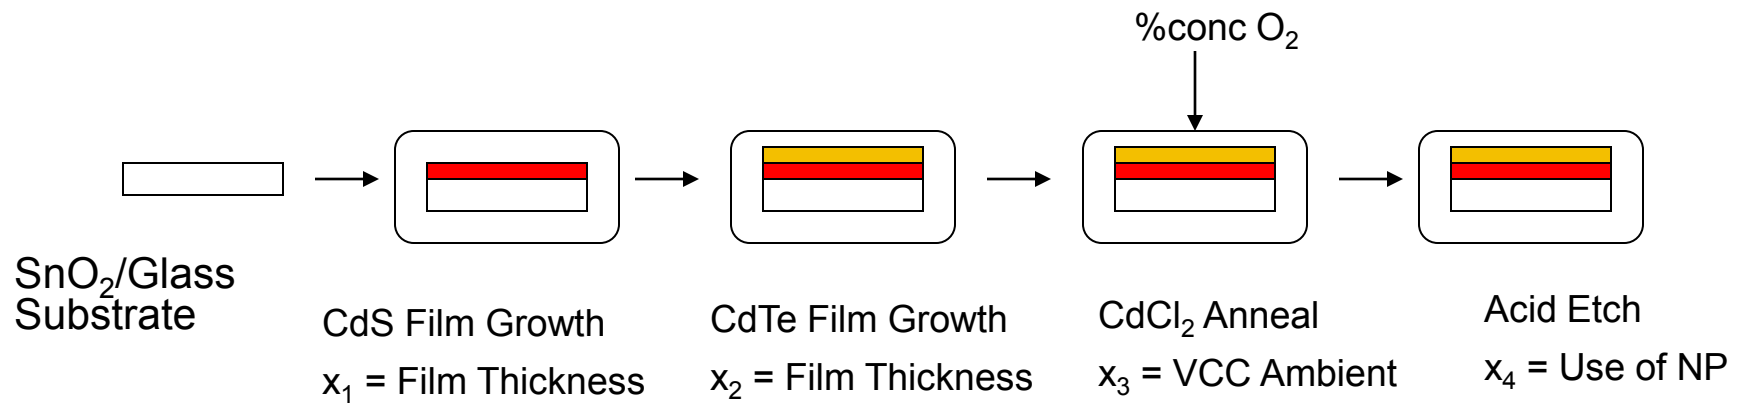 %conc O₂
SnO₂/Glass
Substrate
CdS Film Growth
x₁ = Film Thickness
CdTe Film Growth
x₂ = Film Thickness
CdCl₂ Anneal
x₃ = VCC Ambient
Acid Etch
x₄ = Use of NP